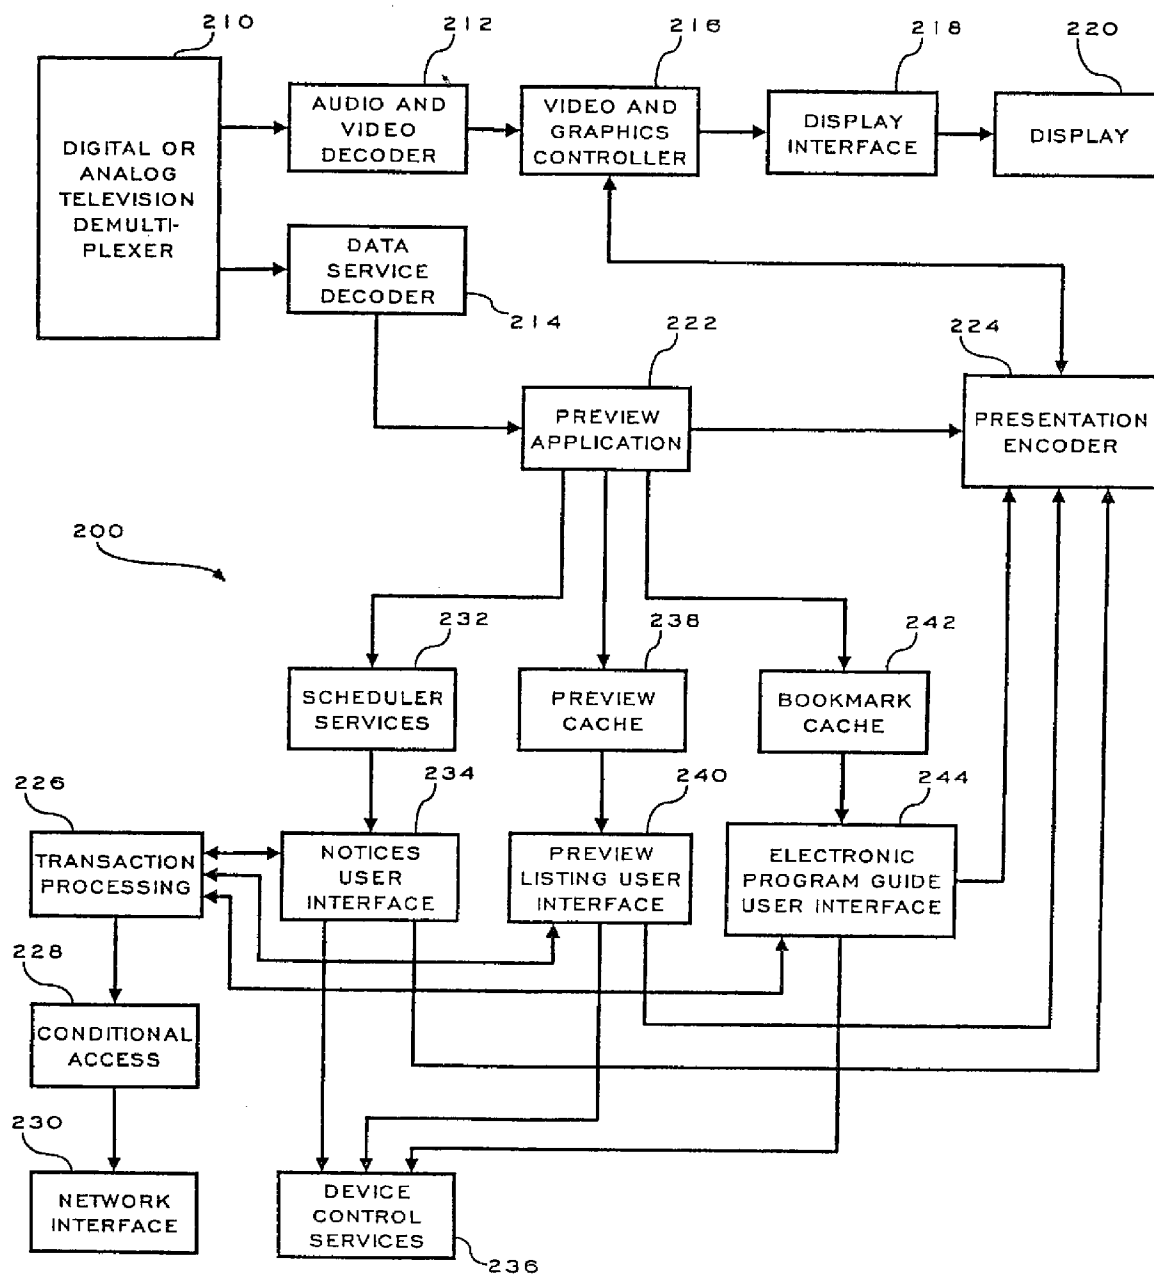 210
212
216
218
220
DIGITAL OR
ANALOG
TELEVISION
DEMULTI-
PLEXER
AUDIO AND
VIDEO
DECODER
VIDEO AND
GRAPHICS
CONTROLLER
DISPLAY
INTERFACE
DISPLAY
DATA
SERVICE
DECODER
214
222
224
PREVIEW
APPLICATION
PRESENTATION
ENCODER
200
232
238
242
SCHEDULER
SERVICES
PREVIEW
CACHE
BOOKMARK
CACHE
226
234
240
244
TRANSACTION
PROCESSING
NOTICES
USER
INTERFACE
PREVIEW
LISTING USER
INTERFACE
ELECTRONIC
PROGRAM GUIDE
USER INTERFACE
228
CONDITIONAL
ACCESS
230
NETWORK
INTERFACE
DEVICE
CONTROL
SERVICES
236